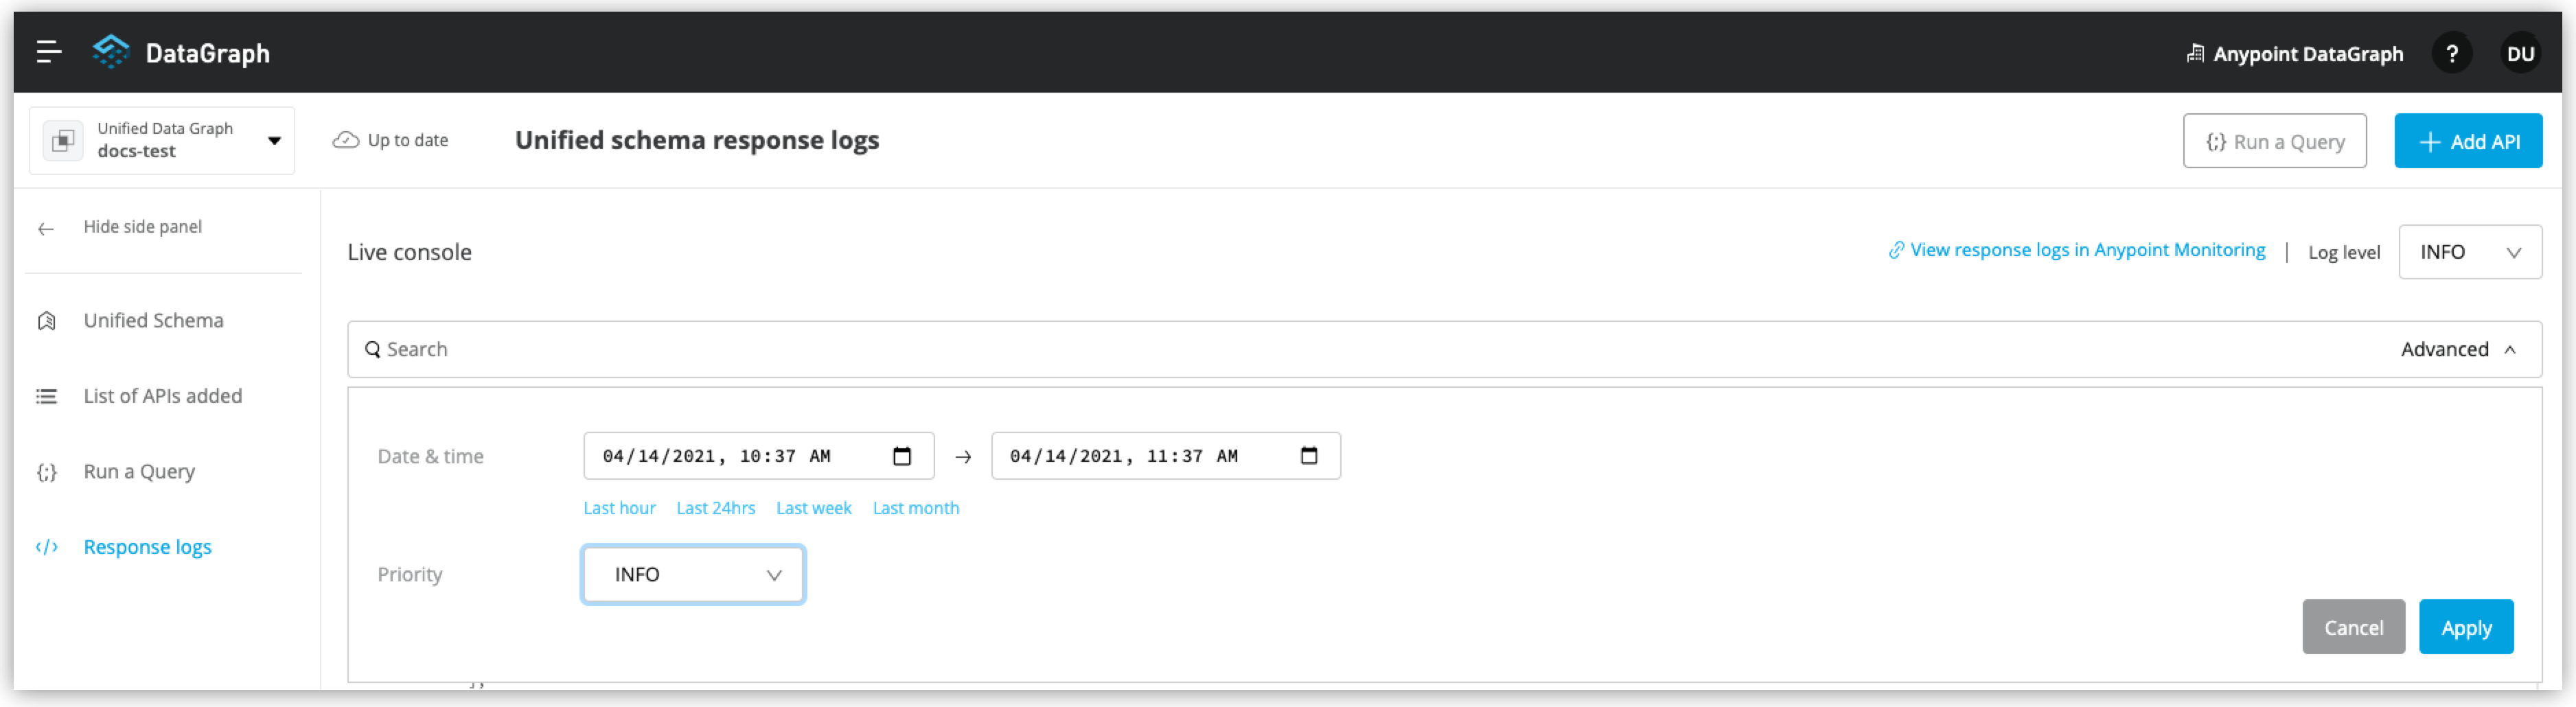 DataGraph
Anypoint DataGraph
?
DU
Unified Data Graph
docs-test
Up to date
Unified schema response logs
{;} Run a Query
+ Add API
Hide side panel
Live console
View response logs in Anypoint Monitoring | Log level
INFO
Unified Schema
Search
Advanced
List of APIs added
Date & time
04/14/2021, 10:37 AM → 04/14/2021, 11:37 AM
{;} Run a Query
Last hour Last 24hrs Last week Last month
</> Response logs
Priority
INFO
Cancel
Apply
],